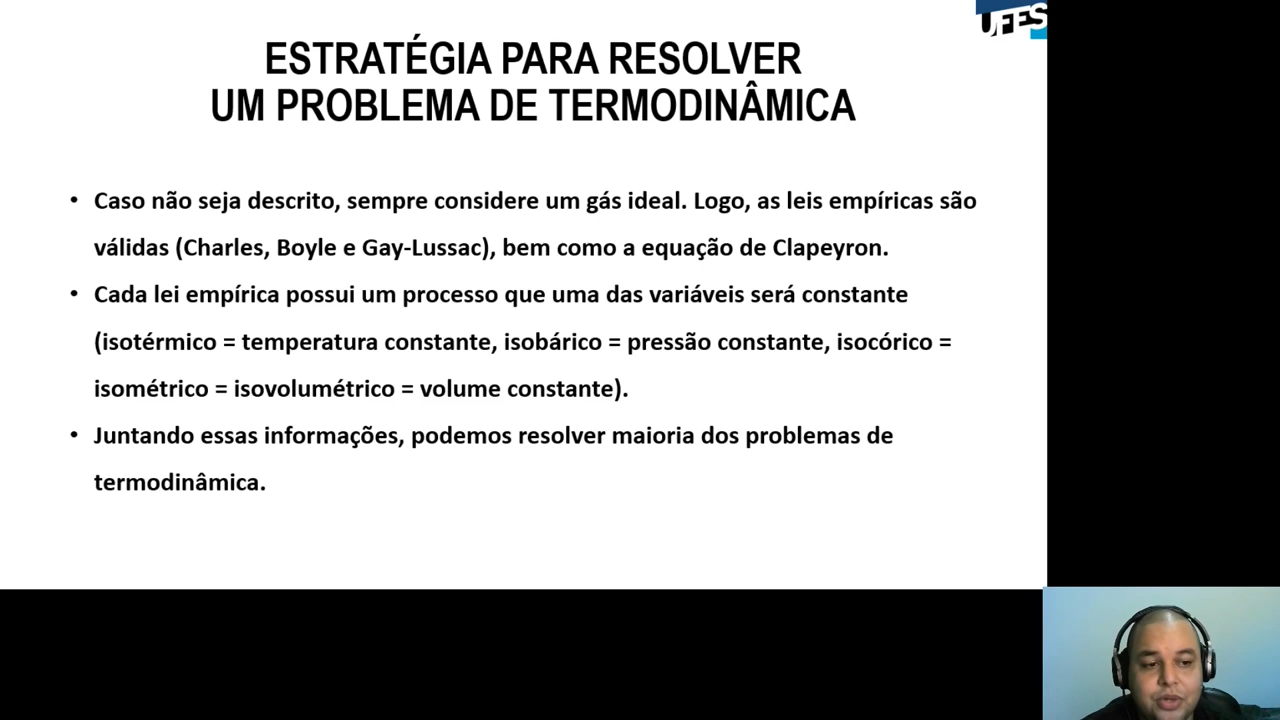 UFES
ESTRATÉGIA PARA RESOLVER
UM PROBLEMA DE TERMODINÂMICA
• Caso não seja descrito, sempre considere um gás ideal. Logo, as leis empíricas são
válidas (Charles, Boyle e Gay-Lussac), bem como a equação de Clapeyron.
• Cada lei empírica possui um processo que uma das variáveis será constante
(isotérmico = temperatura constante, isobárico = pressão constante, isocórico =
isométrico = isovolumétrico = volume constante).
• Juntando essas informações, podemos resolver maioria dos problemas de
termodinâmica.